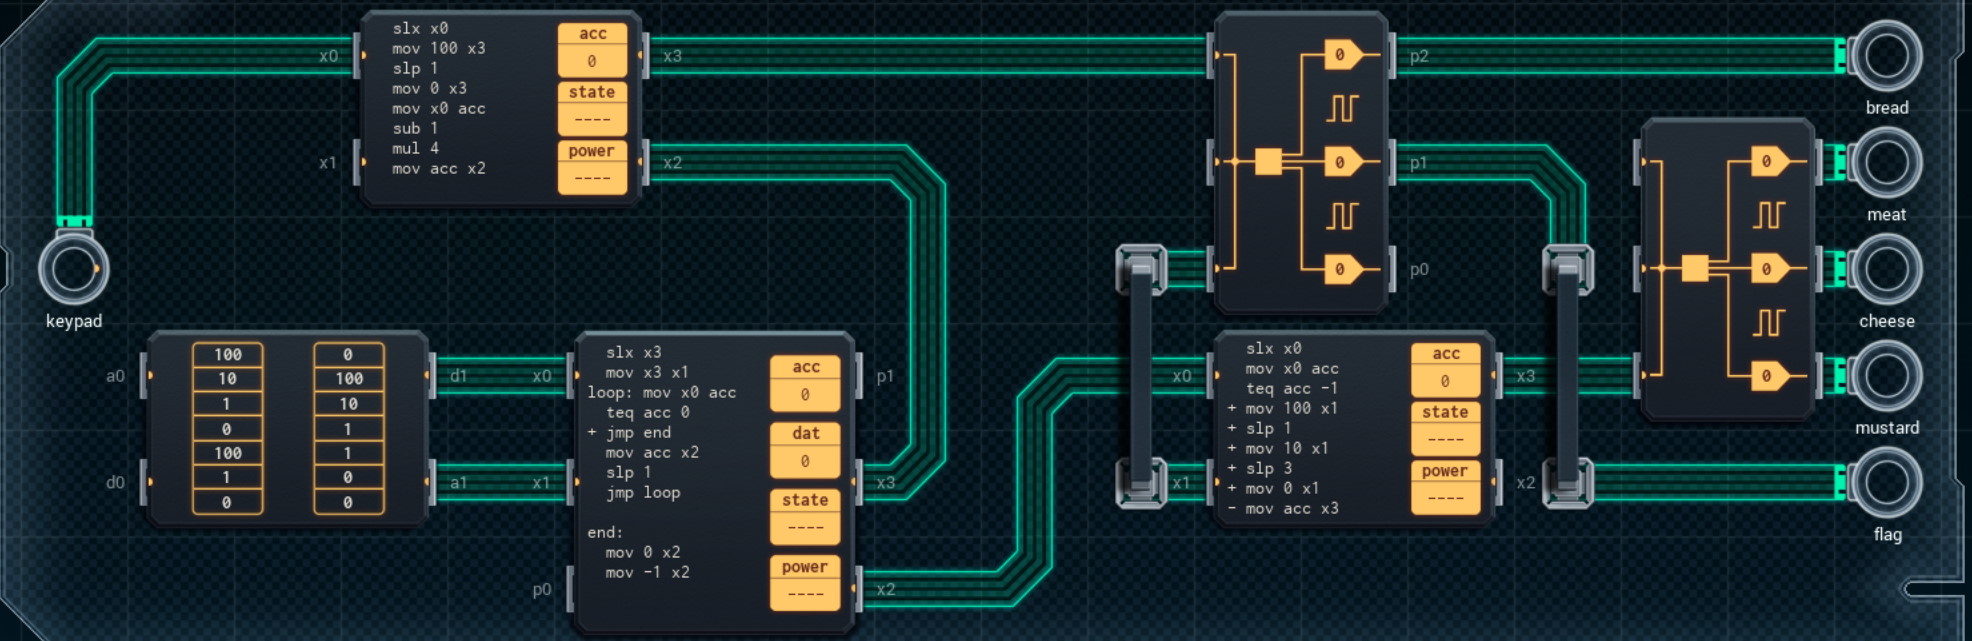 slx x0
mov 100 x3
slp 1
mov 0 x3
mov x0 acc
sub 1
mul 4
mov acc x2
acc
0
state
----
power
----
x0
x1
x3
x2
0
0
0
p2
p1
p0
bread
0
0
0
meat
cheese
mustard
flag
keypad
a0
d0
100 0
10 100
1 10
0 1
100 1
1 0
0 0
d1
a1
x0
x1
p0
slx x3
mov x3 x1
loop: mov x0 acc
teq acc 0
+ jmp end
mov acc x2
slp 1
jmp loop
end:
mov 0 x2
mov -1 x2
acc
0
dat
0
state
----
power
----
p1
x3
x2
x0
x1
slx x0
mov x0 acc
teq acc -1
+ mov 100 x1
+ slp 1
+ mov 10 x1
+ slp 3
+ mov 0 x1
- mov acc x3
acc
0
state
----
power
----
x3
x2